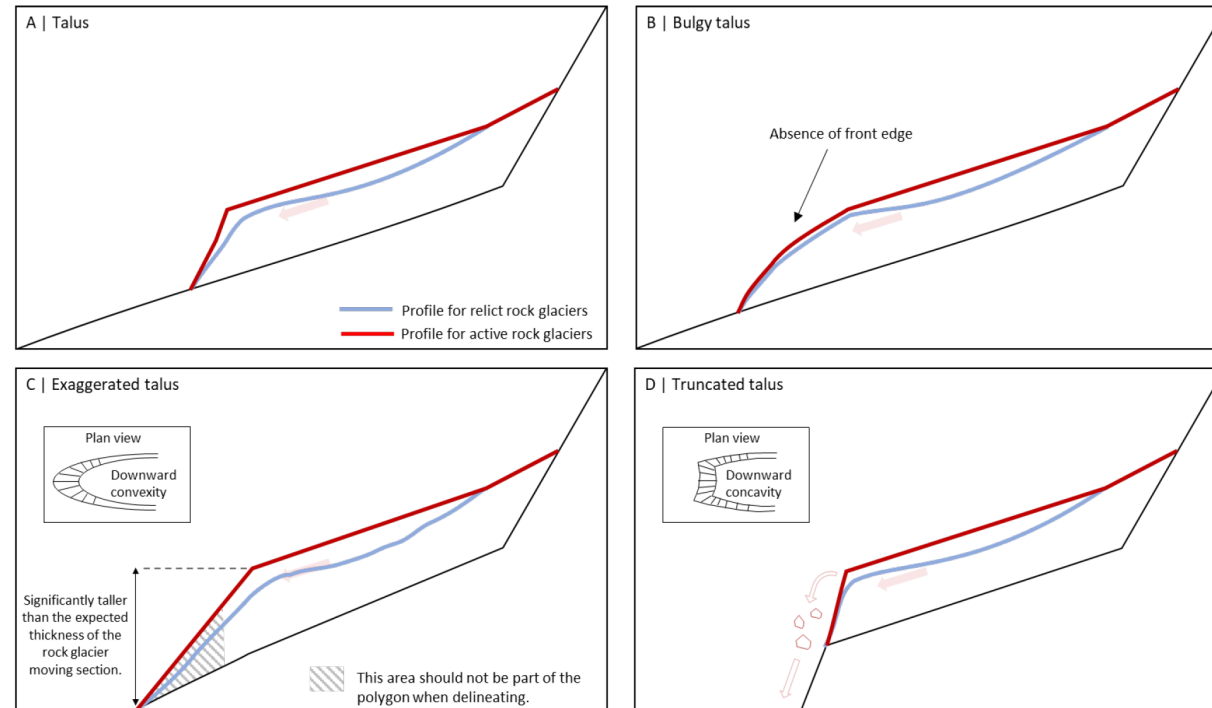 A | Talus
Profile for relict rock glaciers
Profile for active rock glaciers
B | Bulgy talus
Absence of front edge
C | Exaggerated talus
Plan view
Downward
convexity
Significantly taller
than the expected
thickness of the
rock glacier
moving section.
This area should not be part of the
polygon when delineating.
D | Truncated talus
Plan view
Downward
concavity